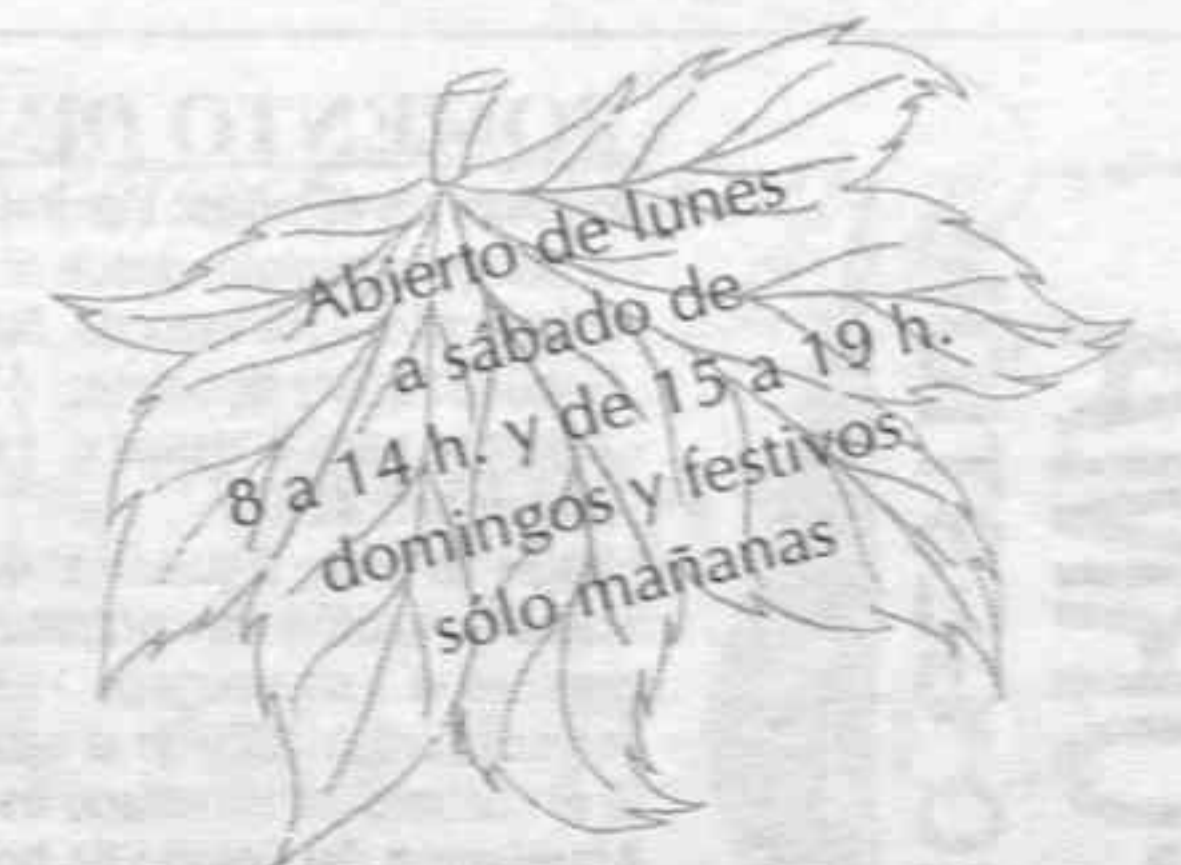 Abierto de lunes
a sábado de
8 a 14 h. y de 15 a 19 h.
domingos y festivos
sólo mañanas